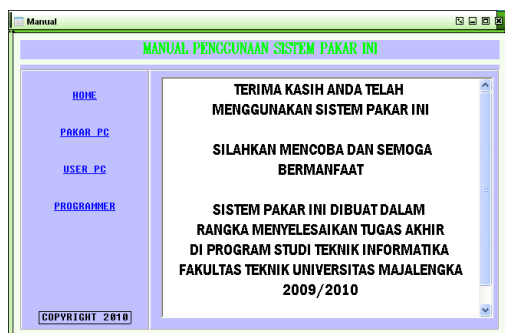 Manual
MANUAL PENGGUNAAN SISTEM PAKAR INI
HOME
PAKAR PC
USER PC
PROGRAMMER
COPYRIGHT 2010
TERIMA KASIH ANDA TELAH
MENGGUNAKAN SISTEM PAKAR INI
SILAHKAN MENCOBA DAN SEMOGA
BERMANFAAT
SISTEM PAKAR INI DIBUAT DALAM
RANGKA MENYELESAIKAN TUGAS AKHIR
DI PROGRAM STUDI TEKNIK INFORMATIKA
FAKULTAS TEKNIK UNIVERSITAS MAJALENGKA
2009/2010